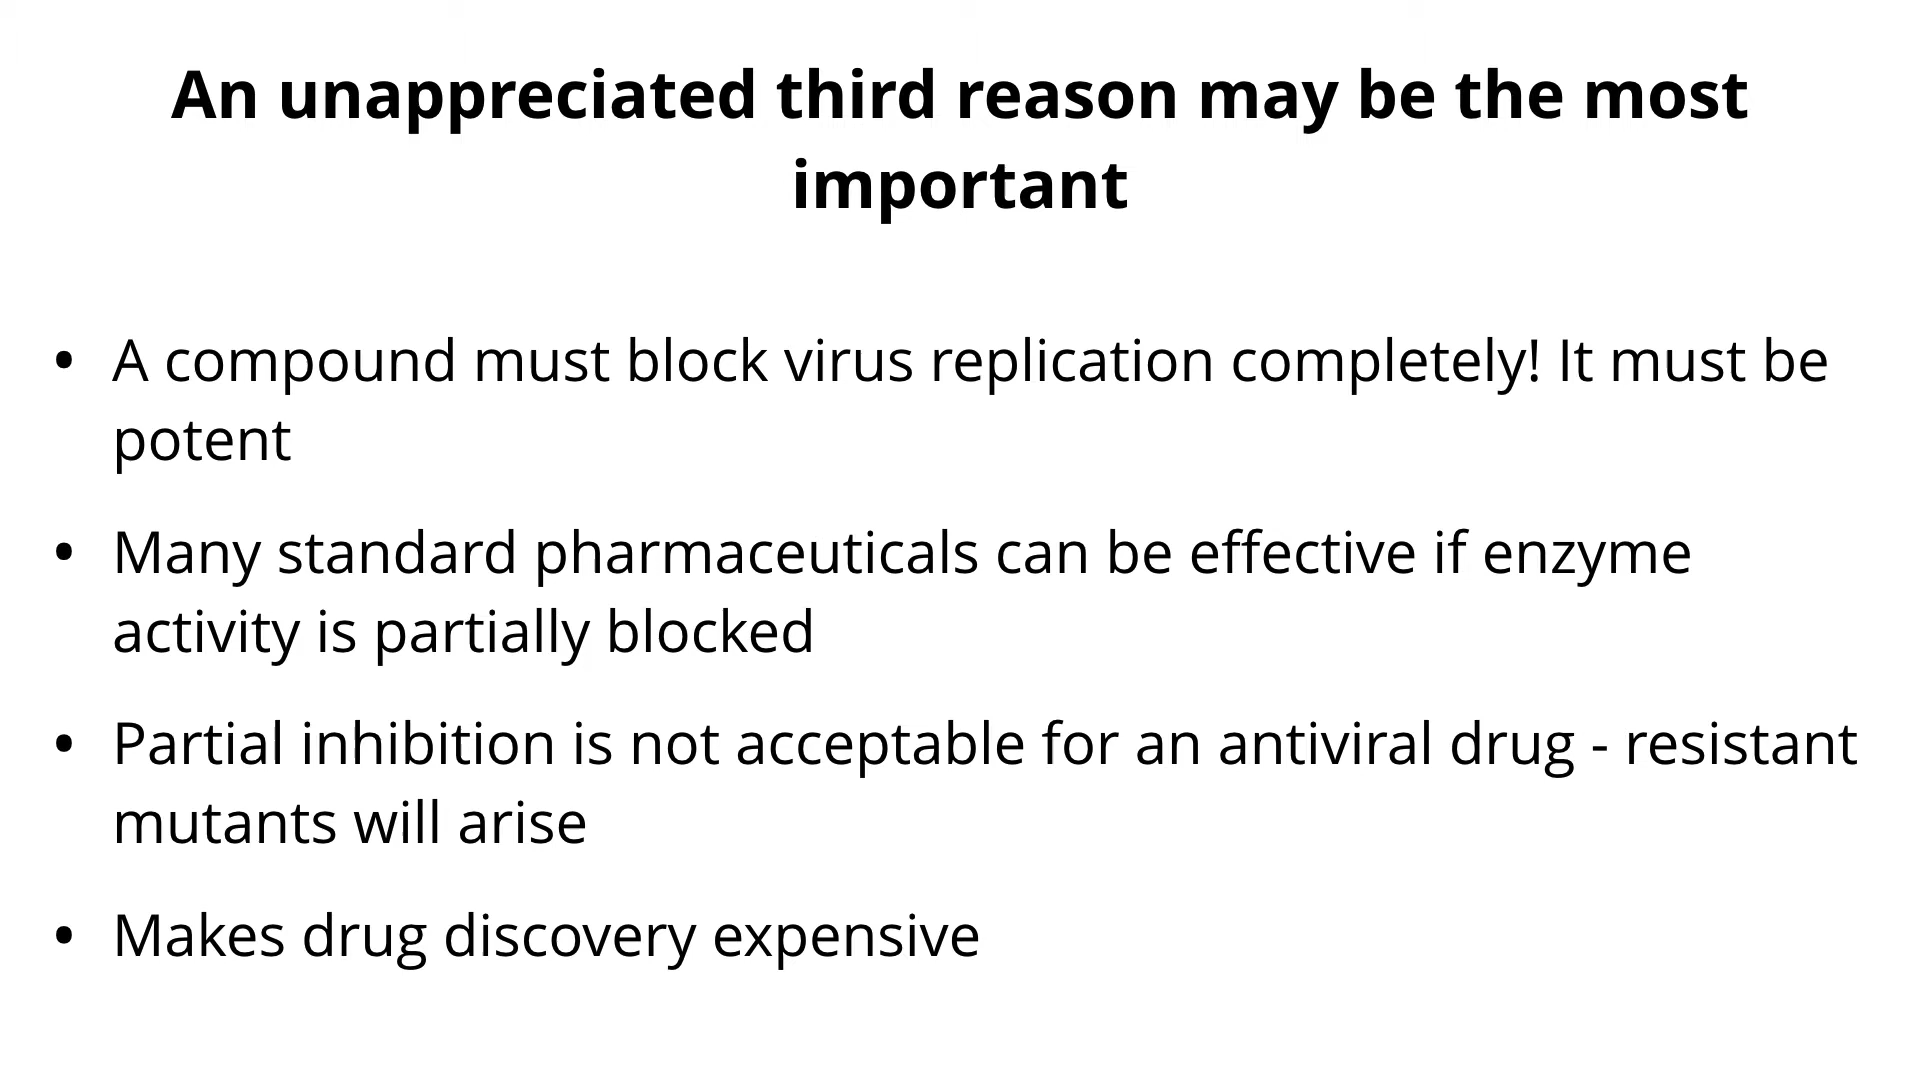 An unappreciated third reason may be the most
important
• A compound must block virus replication completely! It must be
potent
• Many standard pharmaceuticals can be effective if enzyme
activity is partially blocked
• Partial inhibition is not acceptable for an antiviral drug - resistant
mutants will arise
• Makes drug discovery expensive